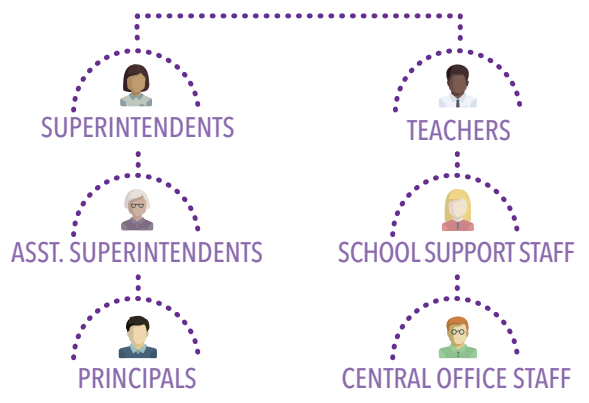 SUPERINTENDENTS
TEACHERS
ASST. SUPERINTENDENTS
SCHOOL SUPPORT STAFF
PRINCIPALS
CENTRAL OFFICE STAFF